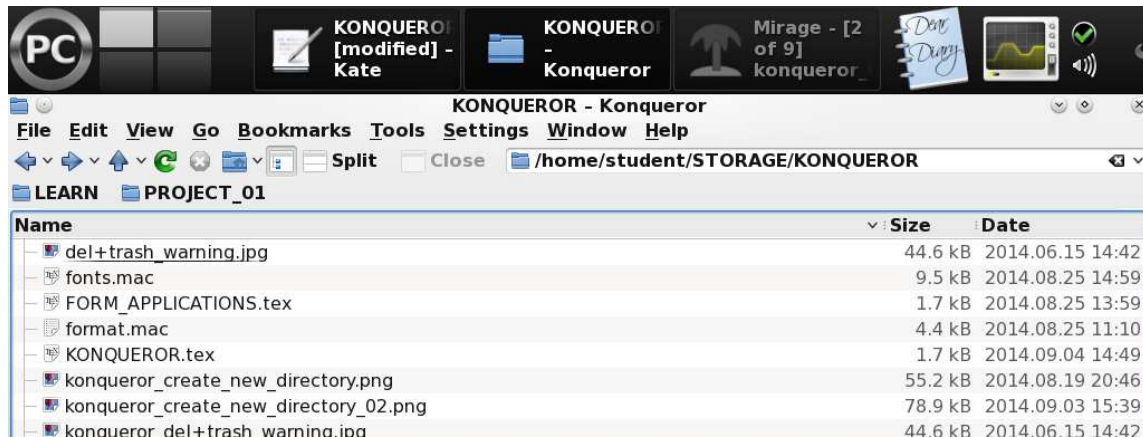 PC
KONQUEROR
[modified] –
Kate
KONQUEROR
–
Konqueror
Mirage – [2
of 9]
konqueror_
Dear
Diary
KONQUEROR – Konqueror
File Edit View Go Bookmarks Tools Settings Window Help
Split Close /home/student/STORAGE/KONQUEROR
LEARN PROJECT_01
Name Size Date
del+trash_warning.jpg 44.6 kB 2014.06.15 14:42
fonts.mac 9.5 kB 2014.08.25 14:59
FORM_APPLICATIONS.tex 1.7 kB 2014.08.25 13:59
format.mac 4.4 kB 2014.08.25 11:10
KONQUEROR.tex 1.7 kB 2014.09.04 14:49
konqueror_create_new_directory.png 55.2 kB 2014.08.19 20:46
konqueror_create_new_directory_02.png 78.9 kB 2014.09.03 15:39
konqueror_del+trash_warning.jpg 44.6 kB 2014.06.15 14:42